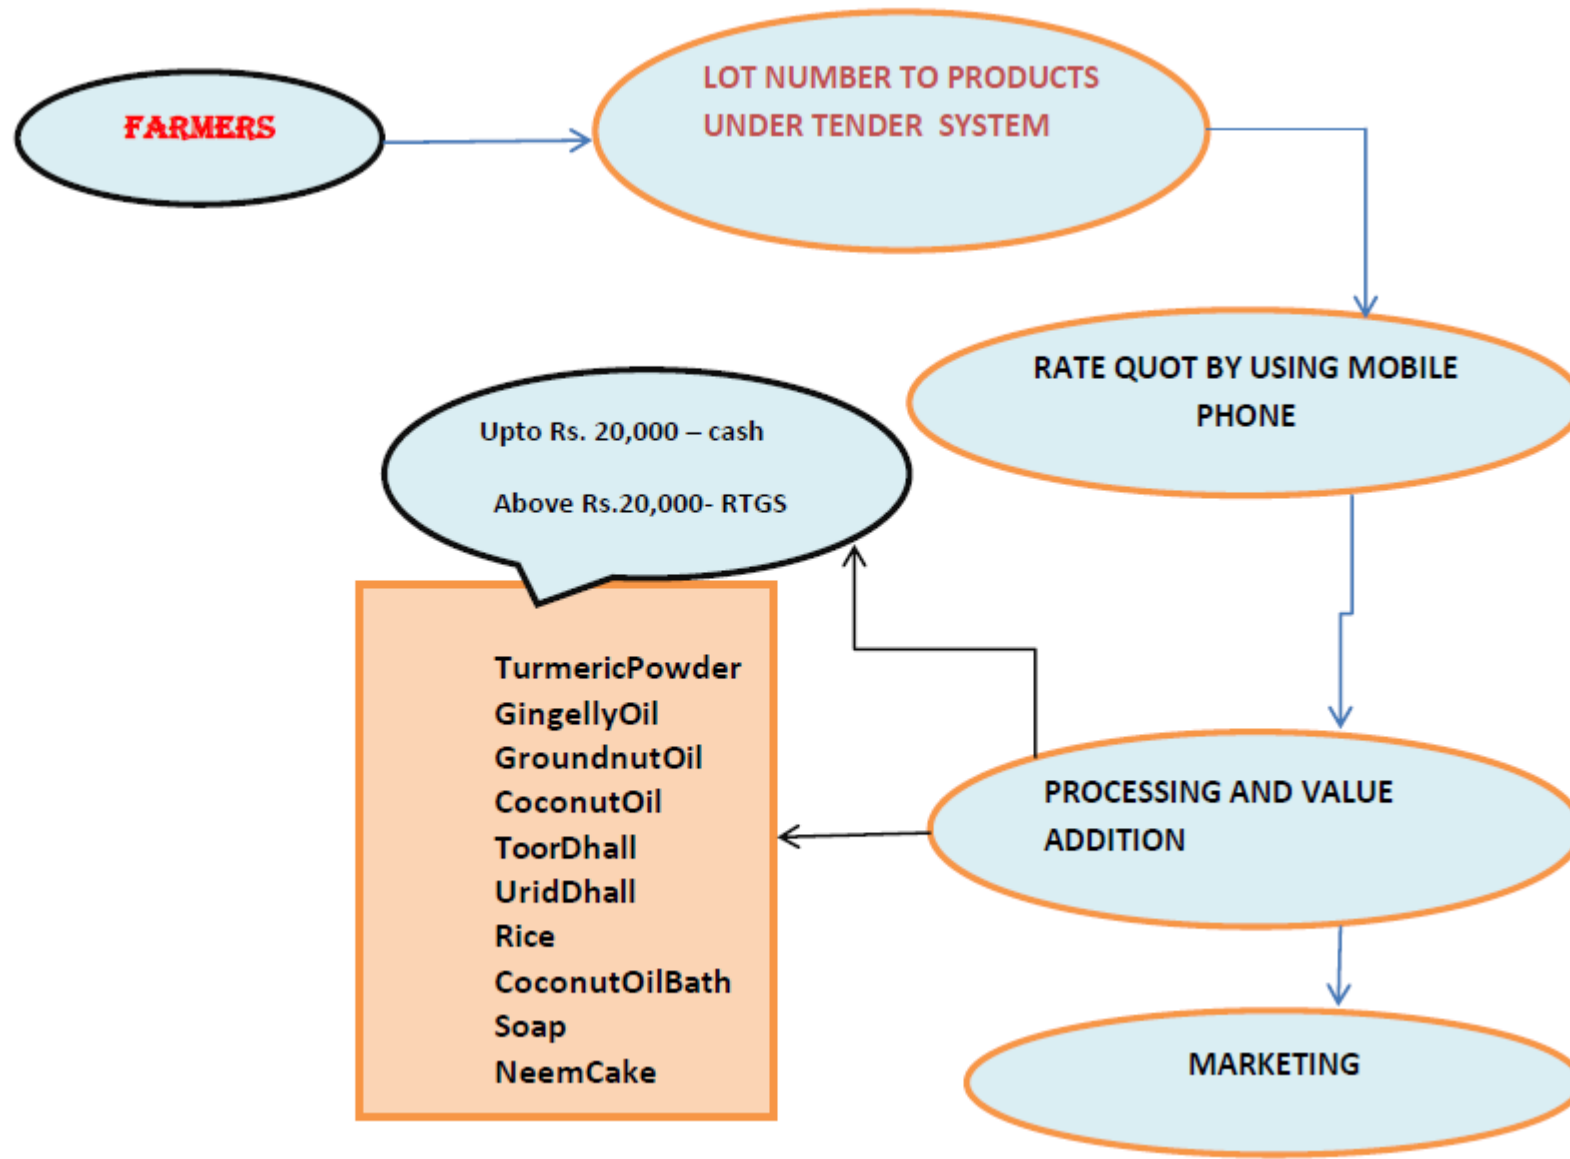 FARMERS
LOT NUMBER TO PRODUCTS
UNDER TENDER SYSTEM
RATE QUOT BY USING MOBILE
PHONE
Upto Rs. 20,000 – cash
Above Rs.20,000- RTGS
TurmericPowder
GingellyOil
GroundnutOil
CoconutOil
ToorDhall
UridDhall
Rice
CoconutOilBath
Soap
NeemCake
PROCESSING AND VALUE
ADDITION
MARKETING